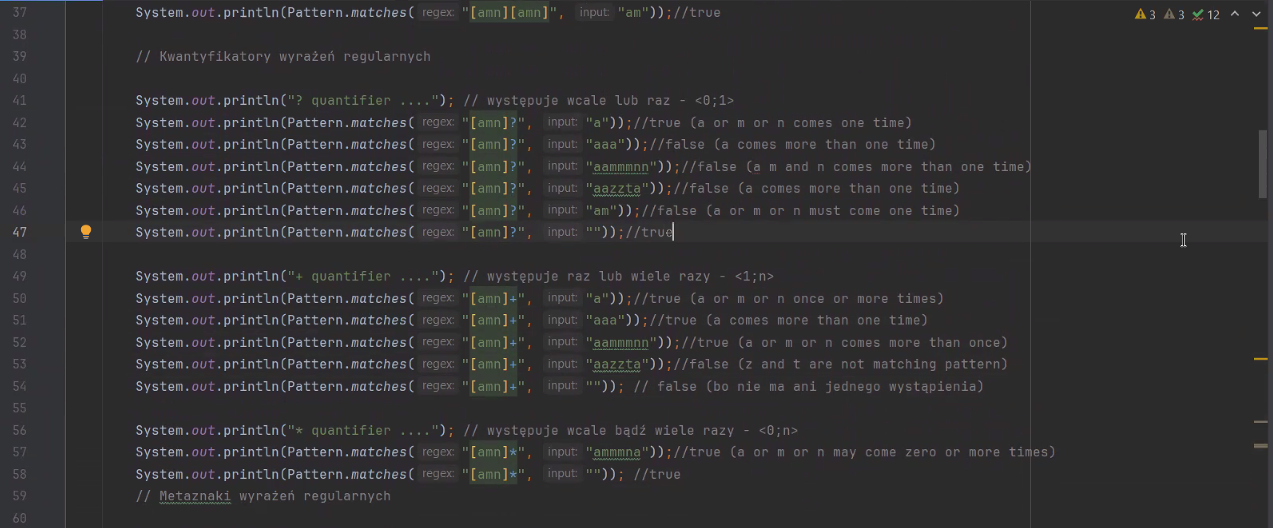 37 System.out.println(Pattern.matches( regex: "[amn][amn]", input: "am"));//true
3 3 12
38
39 // Kwantyfikatory wyrażeń regularnych
40
41 System.out.println("? quantifier ...."); // występuje wcale lub raz - <0;1>
42 System.out.println(Pattern.matches( regex: "[amn]?", input: "a"));//true (a or m or n comes one time)
43 System.out.println(Pattern.matches( regex: "[amn]?", input: "aaa"));//false (a comes more than one time)
44 System.out.println(Pattern.matches( regex: "[amn]?", input: "aammmnn"));//false (a m and n comes more than one time)
45 System.out.println(Pattern.matches( regex: "[amn]?", input: "aazzta"));//false (a comes more than one time)
46 System.out.println(Pattern.matches( regex: "[amn]?", input: "am"));//false (a or m or n must come one time)
47 System.out.println(Pattern.matches( regex: "[amn]?", input: ""));//true
48
49 System.out.println("+ quantifier ...."); // występuje raz lub wiele razy - <1;n>
50 System.out.println(Pattern.matches( regex: "[amn]+", input: "a"));//true (a or m or n once or more times)
51 System.out.println(Pattern.matches( regex: "[amn]+", input: "aaa"));//true (a comes more than one time)
52 System.out.println(Pattern.matches( regex: "[amn]+", input: "aammmnn"));//true (a or m or n comes more than once)
53 System.out.println(Pattern.matches( regex: "[amn]+", input: "aazzta"));//false (z and t are not matching pattern)
54 System.out.println(Pattern.matches( regex: "[amn]+", input: "")); // false (bo nie ma ani jednego wystąpienia)
55
56 System.out.println("* quantifier ...."); // występuje wcale bądź wiele razy - <0;n>
57 System.out.println(Pattern.matches( regex: "[amn]*", input: "ammmna"));//true (a or m or n may come zero or more times)
58 System.out.println(Pattern.matches( regex: "[amn]*", input: "")); //true
59 // Metaznaki wyrażeń regularnych
60